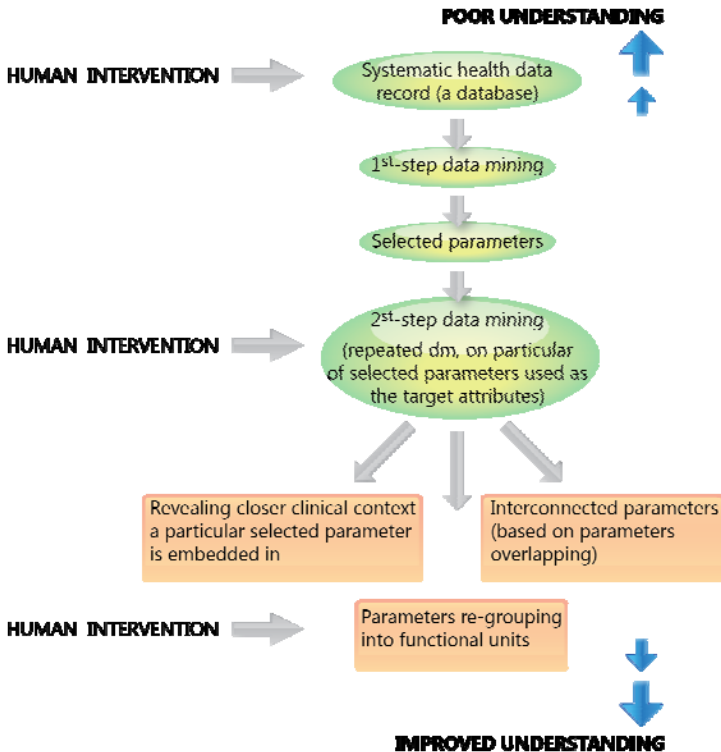 POOR UNDERSTANDING
HUMAN INTERVENTION
Systematic health data
record (a database)
1st-step data mining
Selected parameters
HUMAN INTERVENTION
2st-step data mining
(repeated dm, on particular
of selected parameters used as
the target attributes)
Revealing closer clinical context
a particular selected parameter
is embedded in
Interconnected parameters
(based on parameters
overlapping)
HUMAN INTERVENTION
Parameters re-grouping
into functional units
IMPROVED UNDERSTANDING